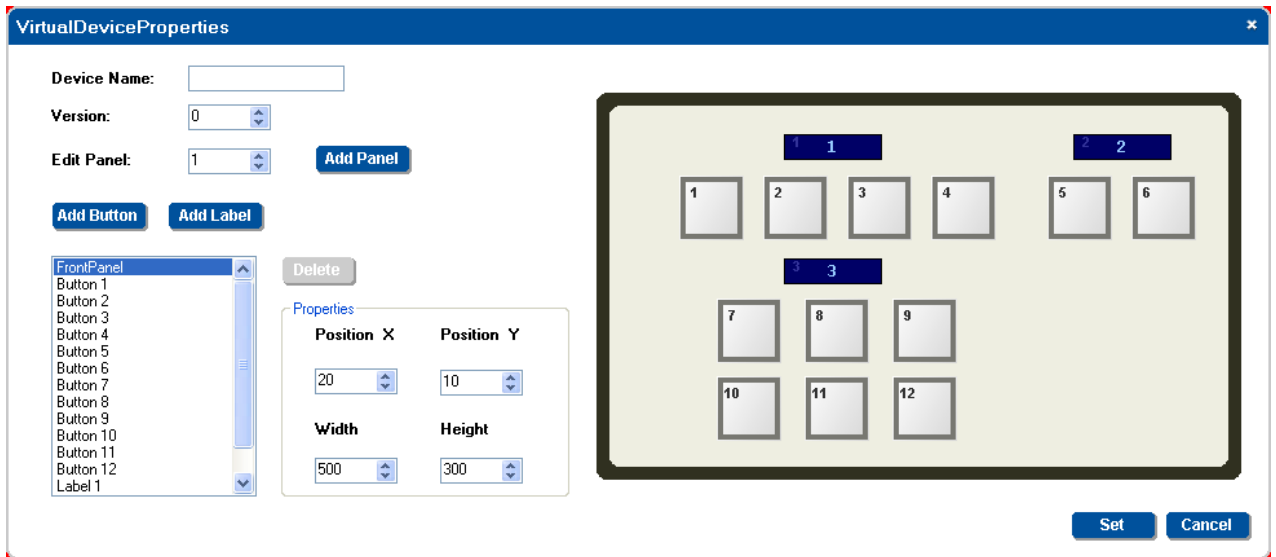 VirtualDeviceProperties
Device Name:
Version: 0
Edit Panel: 1 Add Panel
Add Button Add Label
FrontPanel
Button 1
Button 2
Button 3
Button 4
Button 5
Button 6
Button 7
Button 8
Button 9
Button 10
Button 11
Button 12
Label 1
Delete
Properties
Position X Position Y
20 10
Width Height
500 300
1 1 2 2
1 2 3 4 5 6
3 3
7 8 9
10 11 12
Set Cancel